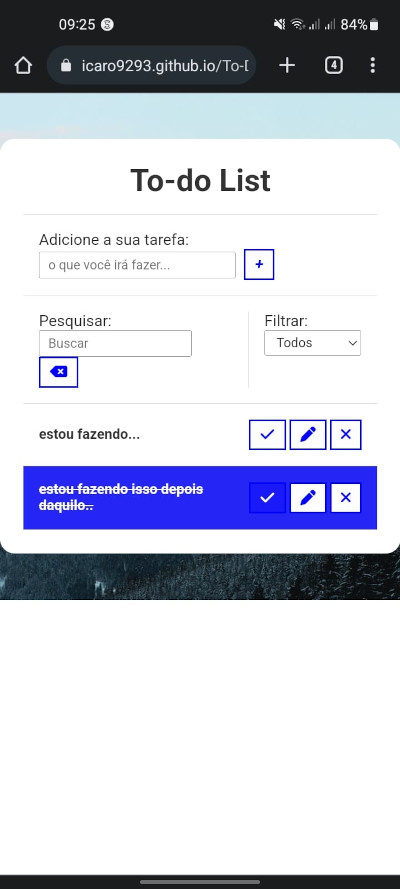 09:25 84%
icaro9293.github.io/To-D 4
To-do List
Adicione a sua tarefa:
o que você irá fazer... +
Pesquisar: Filtrar:
Buscar Todos
estou fazendo...
estou fazendo isso depois
daquilo..